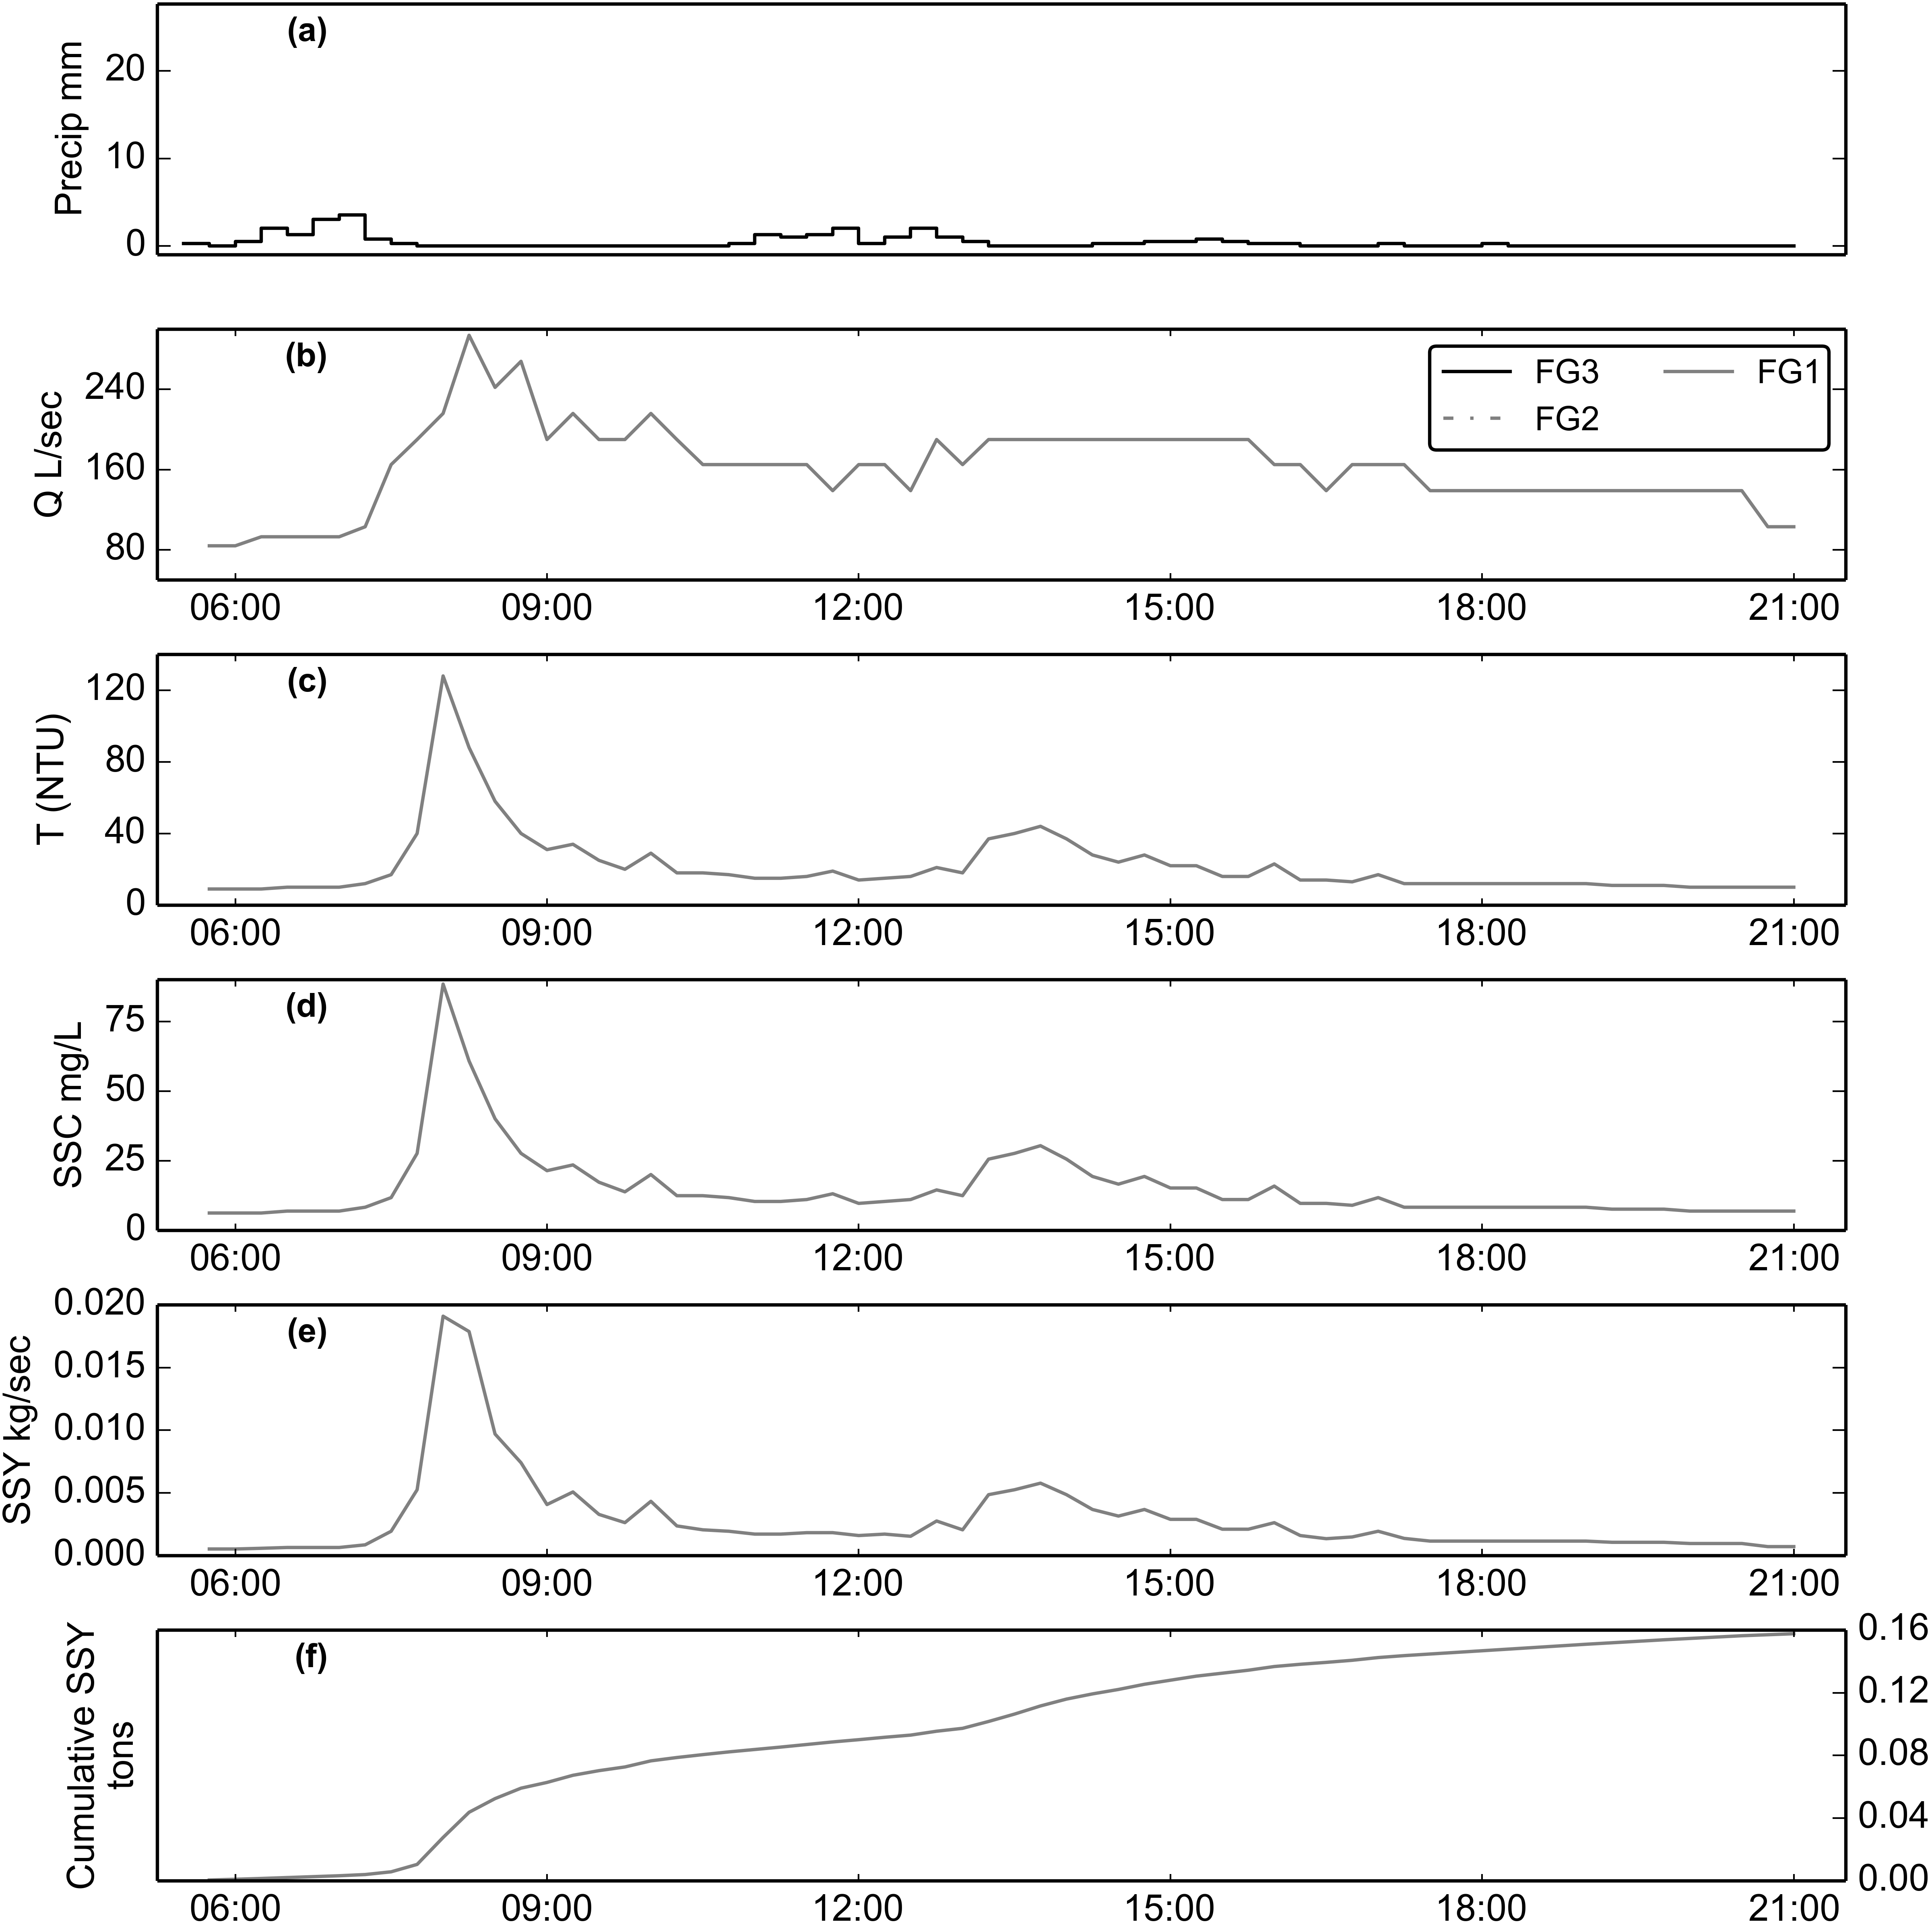 (a)
Precip mm
20
10
0
(b)
Q L/sec
240
160
80
FG3 FG1
FG2
06:00 09:00 12:00 15:00 18:00 21:00
(c)
T (NTU)
120
80
40
0
06:00 09:00 12:00 15:00 18:00 21:00
(d)
SSC mg/L
75
50
25
0
06:00 09:00 12:00 15:00 18:00 21:00
(e)
SSY kg/sec
0.020
0.015
0.010
0.005
0.000
06:00 09:00 12:00 15:00 18:00 21:00
(f)
Cumulative SSY
tons
0.16
0.12
0.08
0.04
0.00
06:00 09:00 12:00 15:00 18:00 21:00